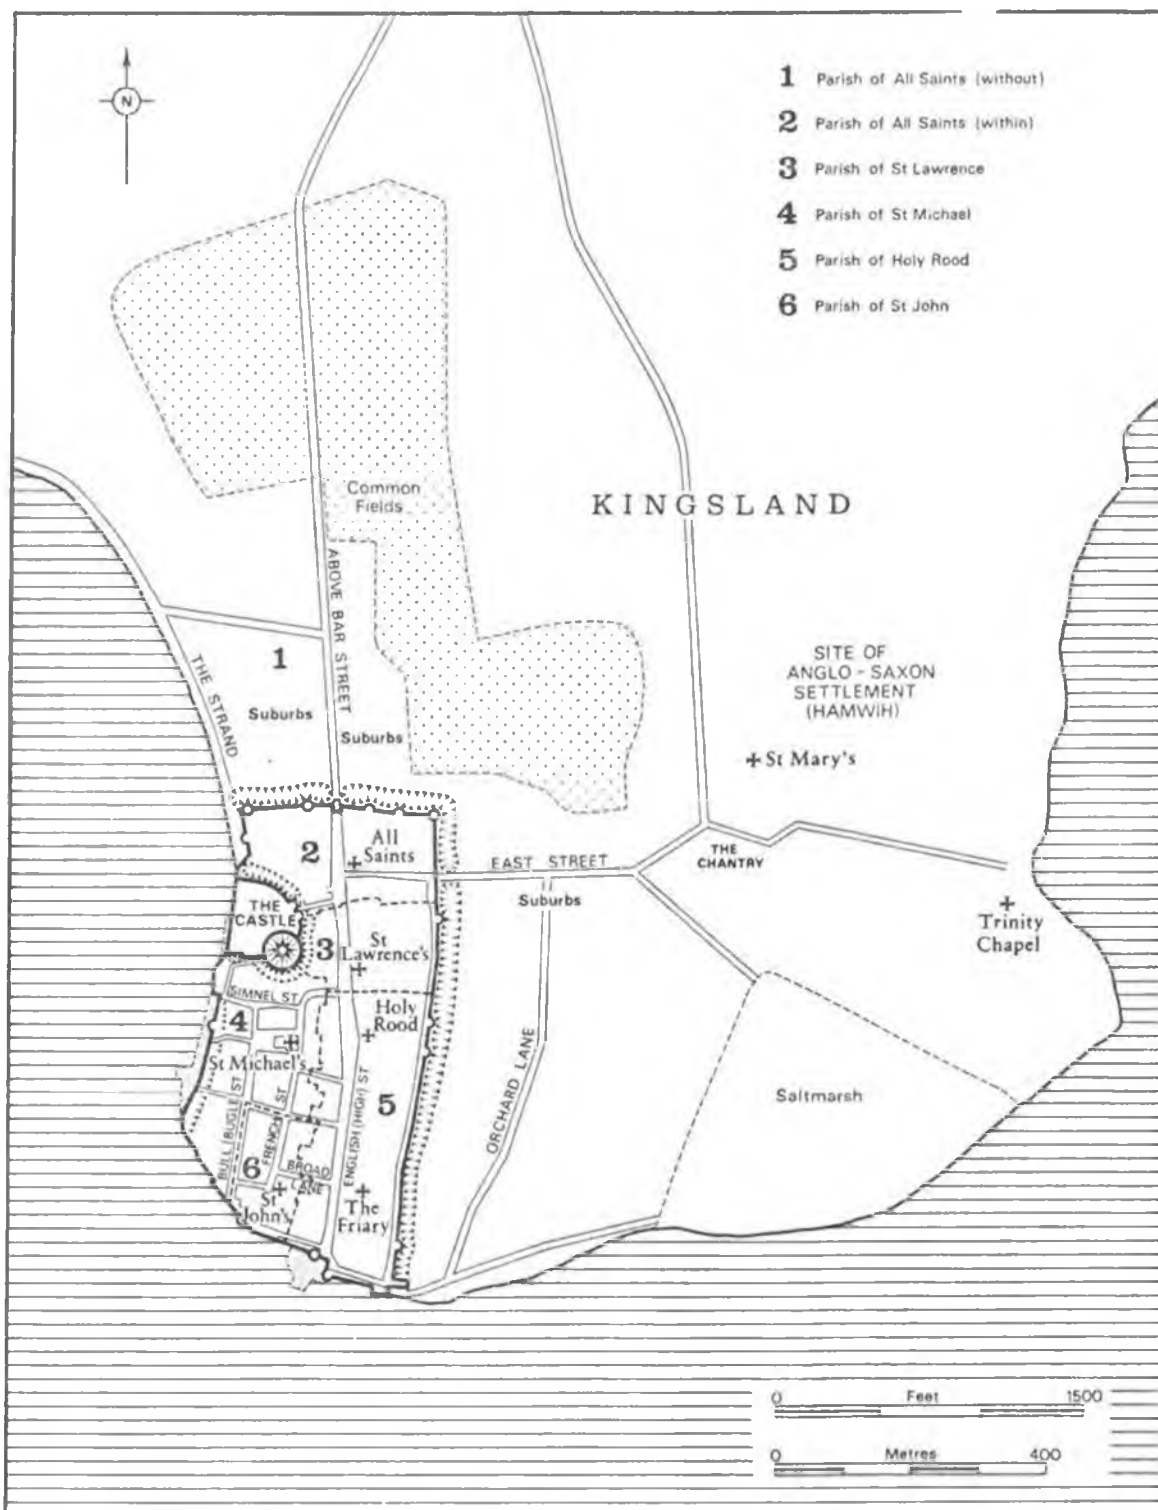 N
1 Parish of All Saints (without)
2 Parish of All Saints (within)
3 Parish of St Lawrence
4 Parish of St Michael
5 Parish of Holy Rood
6 Parish of St John
Common
Fields
KINGSLAND
ABOVE BAR STREET
THE STRAND
1
Suburbs
Suburbs
SITE OF
ANGLO - SAXON
SETTLEMENT
(HAMWIH)
St Mary's
2
All
Saints
EAST STREET
THE
CHANTRY
Suburbs
THE
CASTLE
Trinity
Chapel
3
St
Lawrence's
SIMNEL ST
Holy
Rood
4
St Michael's
ORCHARD LANE
Saltmarsh
BULL (BUGLE) ST
FRENCH ST
ENGLISH (HIGH) ST
5
6
BROAD
LANE
St
John's
The
Friary
0 Feet 1500
0 Metres 400